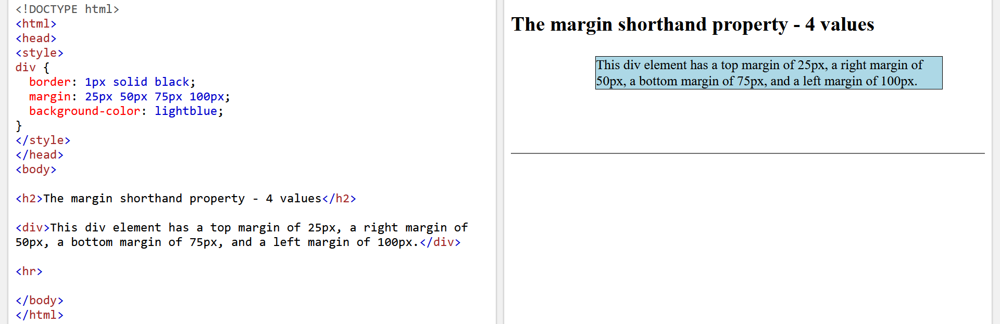 <!DOCTYPE html>
<html>
<head>
<style>
div {
  border: 1px solid black;
  margin: 25px 50px 75px 100px;
  background-color: lightblue;
}
</style>
</head>
<body>
<h2>The margin shorthand property - 4 values</h2>
<div>This div element has a top margin of 25px, a right margin of
50px, a bottom margin of 75px, and a left margin of 100px.</div>
<hr>
</body>
</html>
The margin shorthand property - 4 values
This div element has a top margin of 25px, a right margin of
50px, a bottom margin of 75px, and a left margin of 100px.